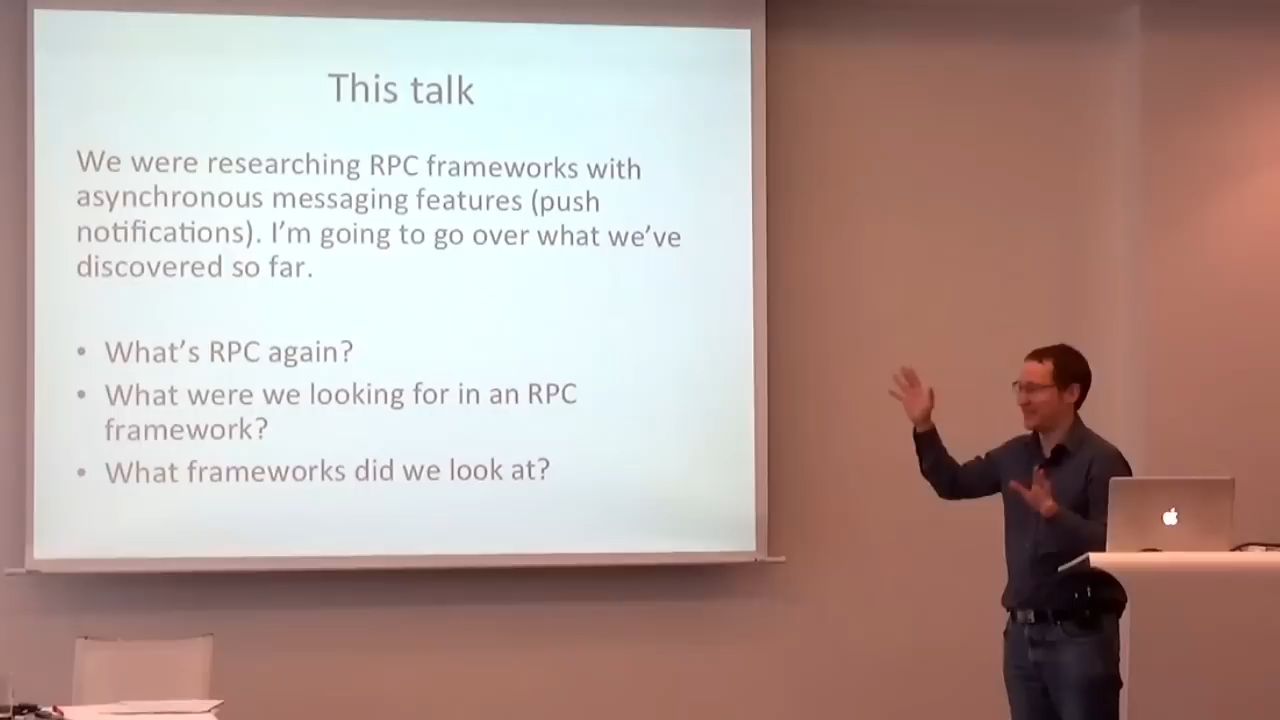 This talk
We were researching RPC frameworks with
asynchronous messaging features (push
notifications). I'm going to go over what we've
discovered so far.
• What's RPC again?
• What were we looking for in an RPC
framework?
• What frameworks did we look at?